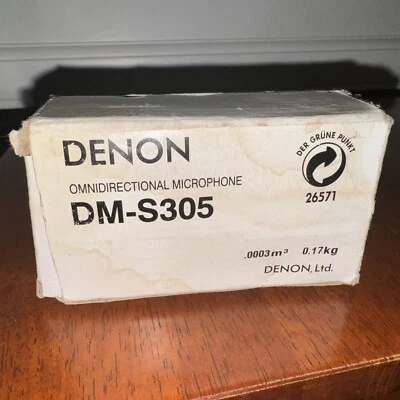 DENON
OMNIDIRECTIONAL MICROPHONE
DM-S305
DER GRÜNE PUNKT
26571
.0003m³ 0.17kg
DENON, Ltd.